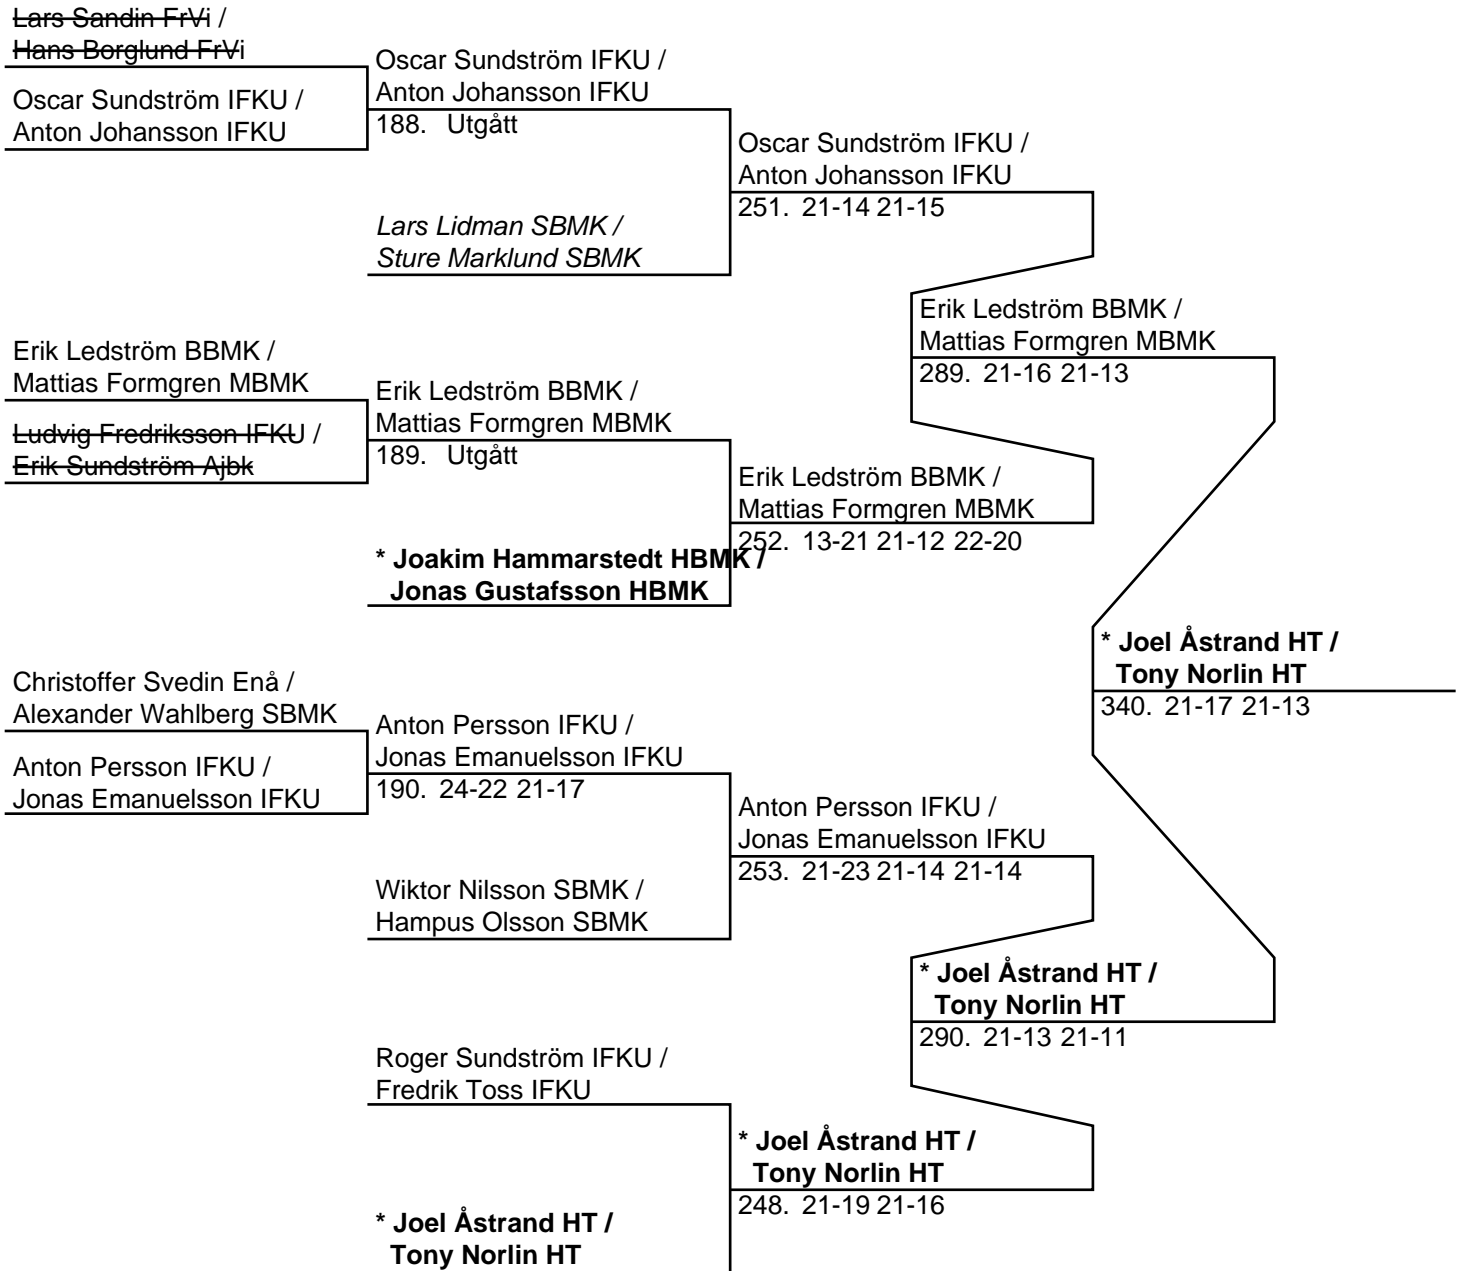 Lars Sandin FrVi /
Hans Borglund FrVi
Oscar Sundström IFKU /
Anton Johansson IFKU
Oscar Sundström IFKU /
Anton Johansson IFKU
188. Utgått
Oscar Sundström IFKU /
Anton Johansson IFKU
251. 21-14 21-15
Lars Lidman SBMK /
Sture Marklund SBMK
Erik Ledström BBMK /
Mattias Formgren MBMK
289. 21-16 21-13
Erik Ledström BBMK /
Mattias Formgren MBMK
Ludvig Fredriksson IFKU /
Erik Sundström Ajbk
Erik Ledström BBMK /
Mattias Formgren MBMK
189. Utgått
Erik Ledström BBMK /
Mattias Formgren MBMK
252. 13-21 21-12 22-20
* Joakim Hammarstedt HBMK /
Jonas Gustafsson HBMK
* Joel Åstrand HT /
Tony Norlin HT
340. 21-17 21-13
Christoffer Svedin Enå /
Alexander Wahlberg SBMK
Anton Persson IFKU /
Jonas Emanuelsson IFKU
Anton Persson IFKU /
Jonas Emanuelsson IFKU
190. 24-22 21-17
Anton Persson IFKU /
Jonas Emanuelsson IFKU
253. 21-23 21-14 21-14
Wiktor Nilsson SBMK /
Hampus Olsson SBMK
* Joel Åstrand HT /
Tony Norlin HT
290. 21-13 21-11
Roger Sundström IFKU /
Fredrik Toss IFKU
* Joel Åstrand HT /
Tony Norlin HT
248. 21-19 21-16
* Joel Åstrand HT /
Tony Norlin HT